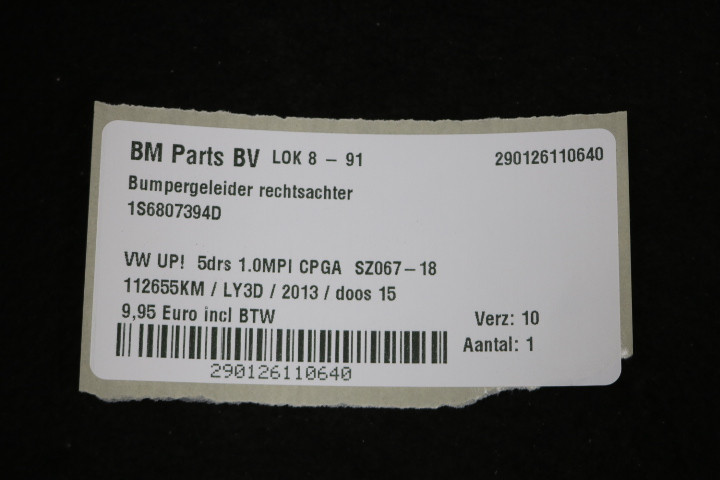 BM Parts BV LOK 8 – 91 290126110640
Bumpergeleider rechtsachter
1S6807394D
VW UP! 5drs 1.0MPI CPGA SZ067–18
112655KM / LY3D / 2013 / doos 15
9,95 Euro incl BTW Verz: 10
Aantal: 1
290126110640